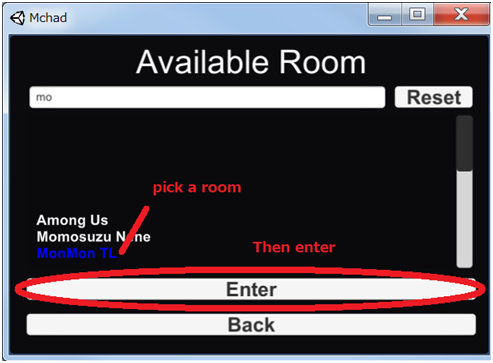 Mchad
Available Room
mo
Reset
pick a room
Among Us
Momosuzu Nene
MonMon TL
Then enter
Enter
Back